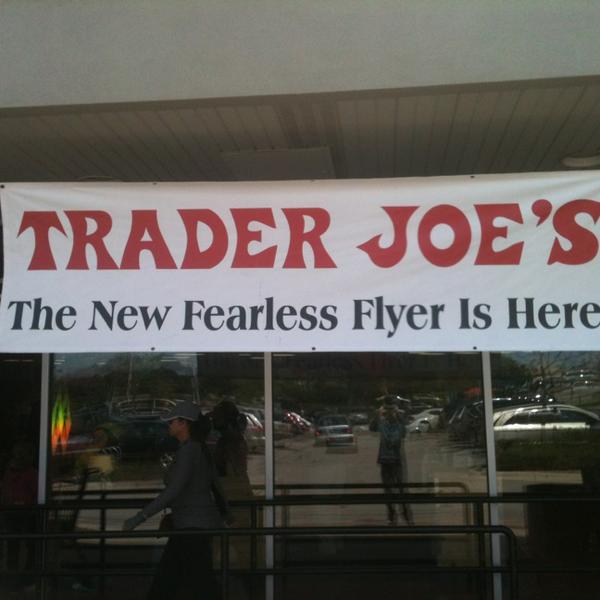 TRADER JOE'S
The New Fearless Flyer Is Here